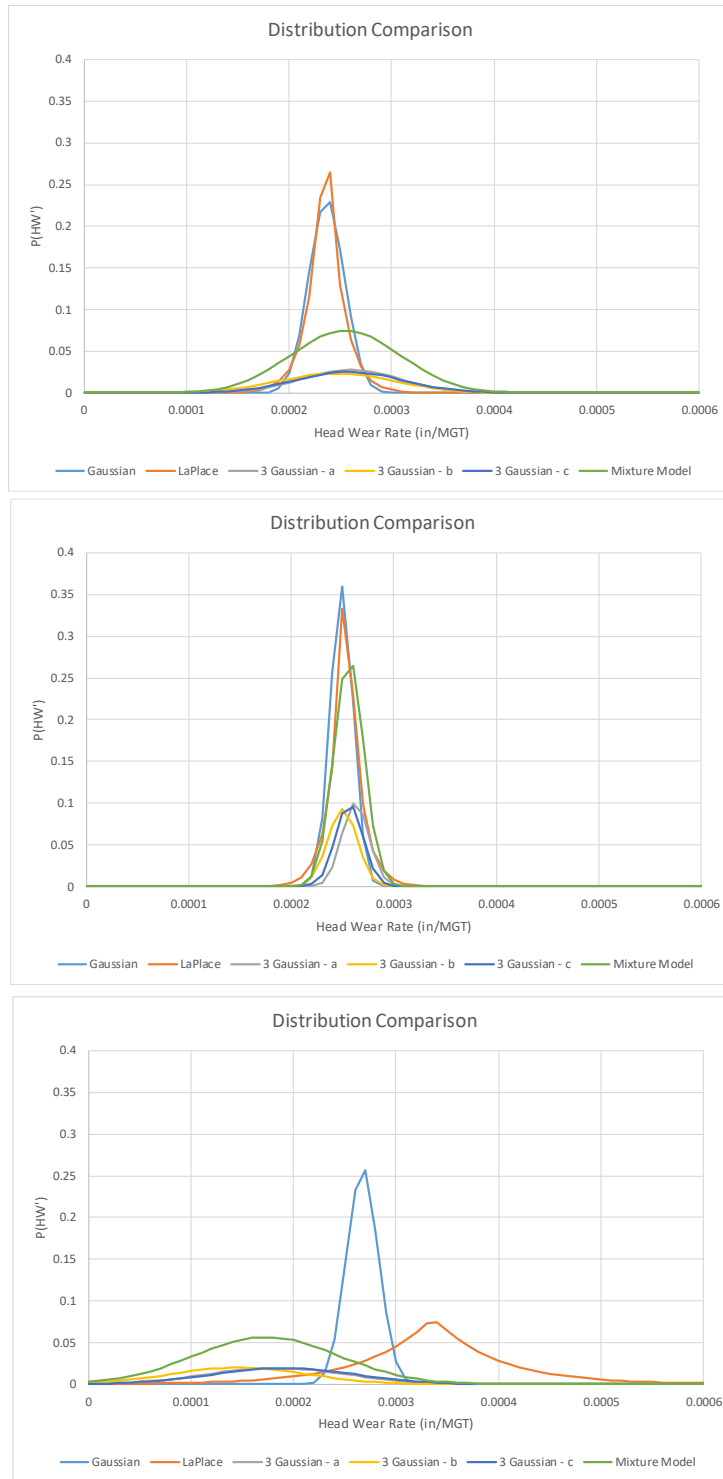 Distribution Comparison
0.4
0.35
0.3
0.25
0.2
0.15
0.1
0.05
0
P(HW')
0 0.0001 0.0002 0.0003 0.0004 0.0005 0.0006
Head Wear Rate (in/MGT)
Gaussian LaPlace 3 Gaussian - a 3 Gaussian - b 3 Gaussian - c Mixture Model
Distribution Comparison
0.4
0.35
0.3
0.25
0.2
0.15
0.1
0.05
0
P(HW')
0 0.0001 0.0002 0.0003 0.0004 0.0005 0.0006
Head Wear Rate (in/MGT)
Gaussian LaPlace 3 Gaussian - a 3 Gaussian - b 3 Gaussian - c Mixture Model
Distribution Comparison
0.4
0.35
0.3
0.25
0.2
0.15
0.1
0.05
0
P(HW')
0 0.0001 0.0002 0.0003 0.0004 0.0005 0.0006
Head Wear Rate (in/MGT)
Gaussian LaPlace 3 Gaussian - a 3 Gaussian - b 3 Gaussian - c Mixture Model